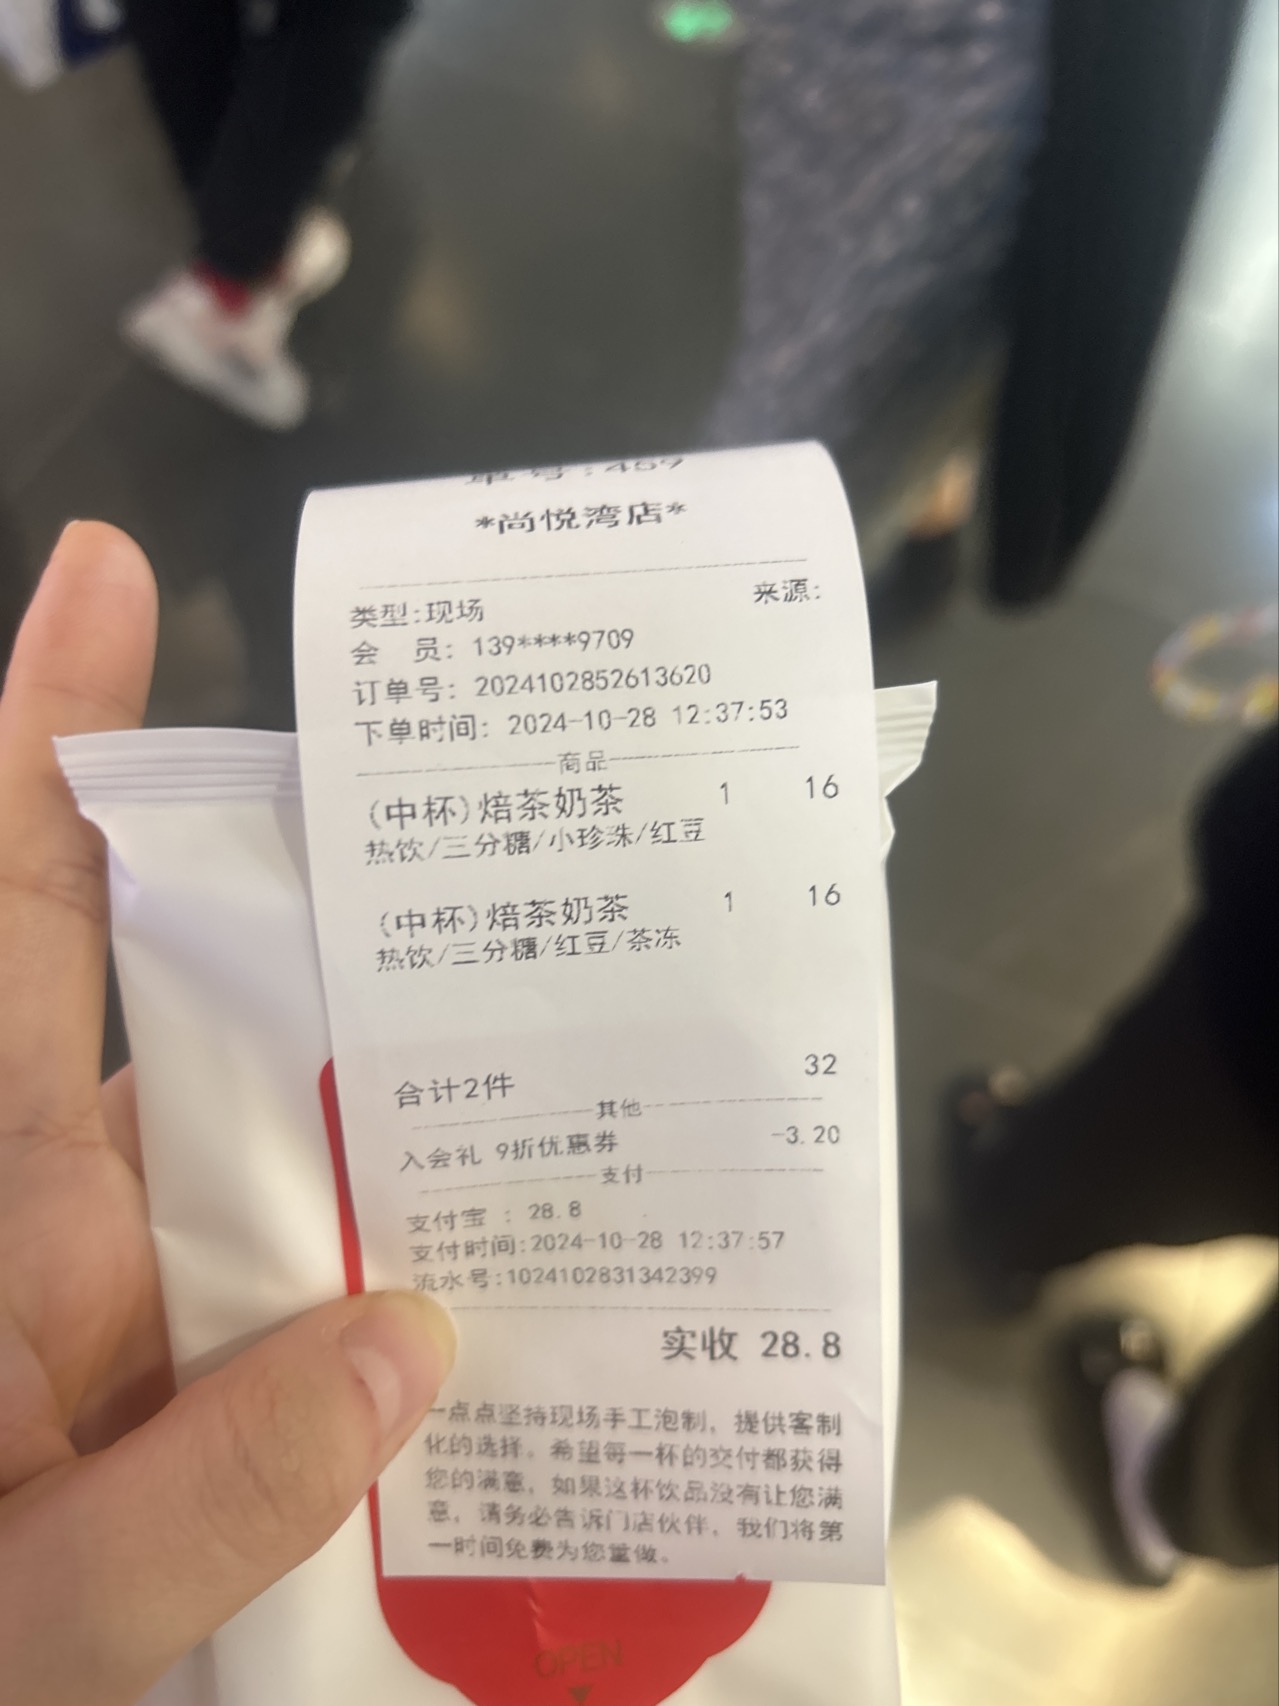 单号:459
*尚悦湾店*
类型:现场 来源:
会 员: 139****9709
订单号: 2024102852613620
下单时间: 2024-10-28 12:37:53
商品
(中杯)焙茶奶茶 1 16
热饮/三分糖/小珍珠/红豆
(中杯)焙茶奶茶 1 16
热饮/三分糖/红豆/茶冻
合计2件 32
其他
入会礼 9折优惠券 -3.20
支付
支付宝 : 28.8
支付时间:2024-10-28 12:37:57
流水号:1024102831342399
实收 28.8
一点点坚持现场手工泡制，提供客制
化的选择。希望每一杯的交付都获得
您的满意，如果这杯饮品没有让您满
意，请务必告诉门店伙伴，我们将第
一时间免费为您重做。
OPEN